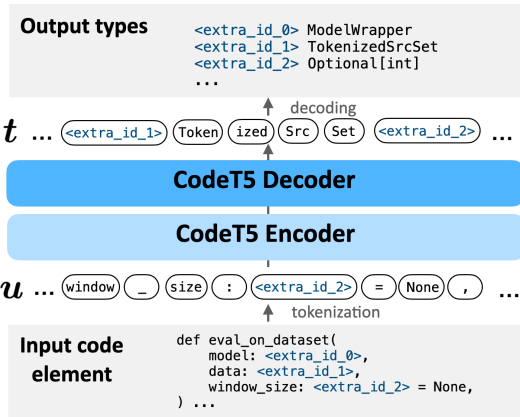 Output types
<extra_id_0> ModelWrapper
<extra_id_1> TokenizedSrcSet
<extra_id_2> Optional[int]
...
decoding
t ... <extra_id_1> Token ized Src Set <extra_id_2> ...
CodeT5 Decoder
CodeT5 Encoder
u ... window _ size : <extra_id_2> = None , ...
tokenization
Input code
element
def eval_on_dataset(
    model: <extra_id_0>,
    data: <extra_id_1>,
    window_size: <extra_id_2> = None,
) ...